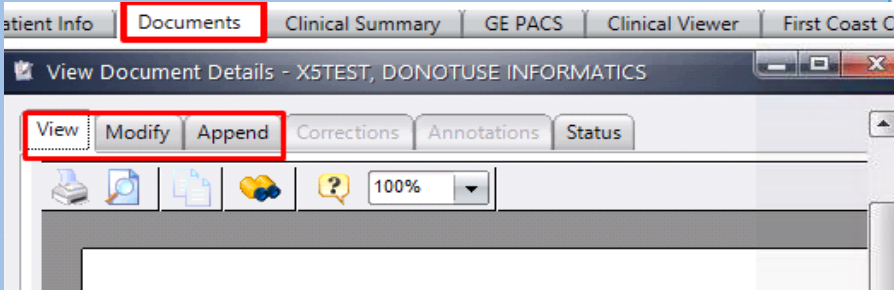 atient Info Documents Clinical Summary GE PACS Clinical Viewer First Coast C
View Document Details - X5TEST, DONOTUSE INFORMATICS
View Modify Append Corrections Annotations Status
? 100%